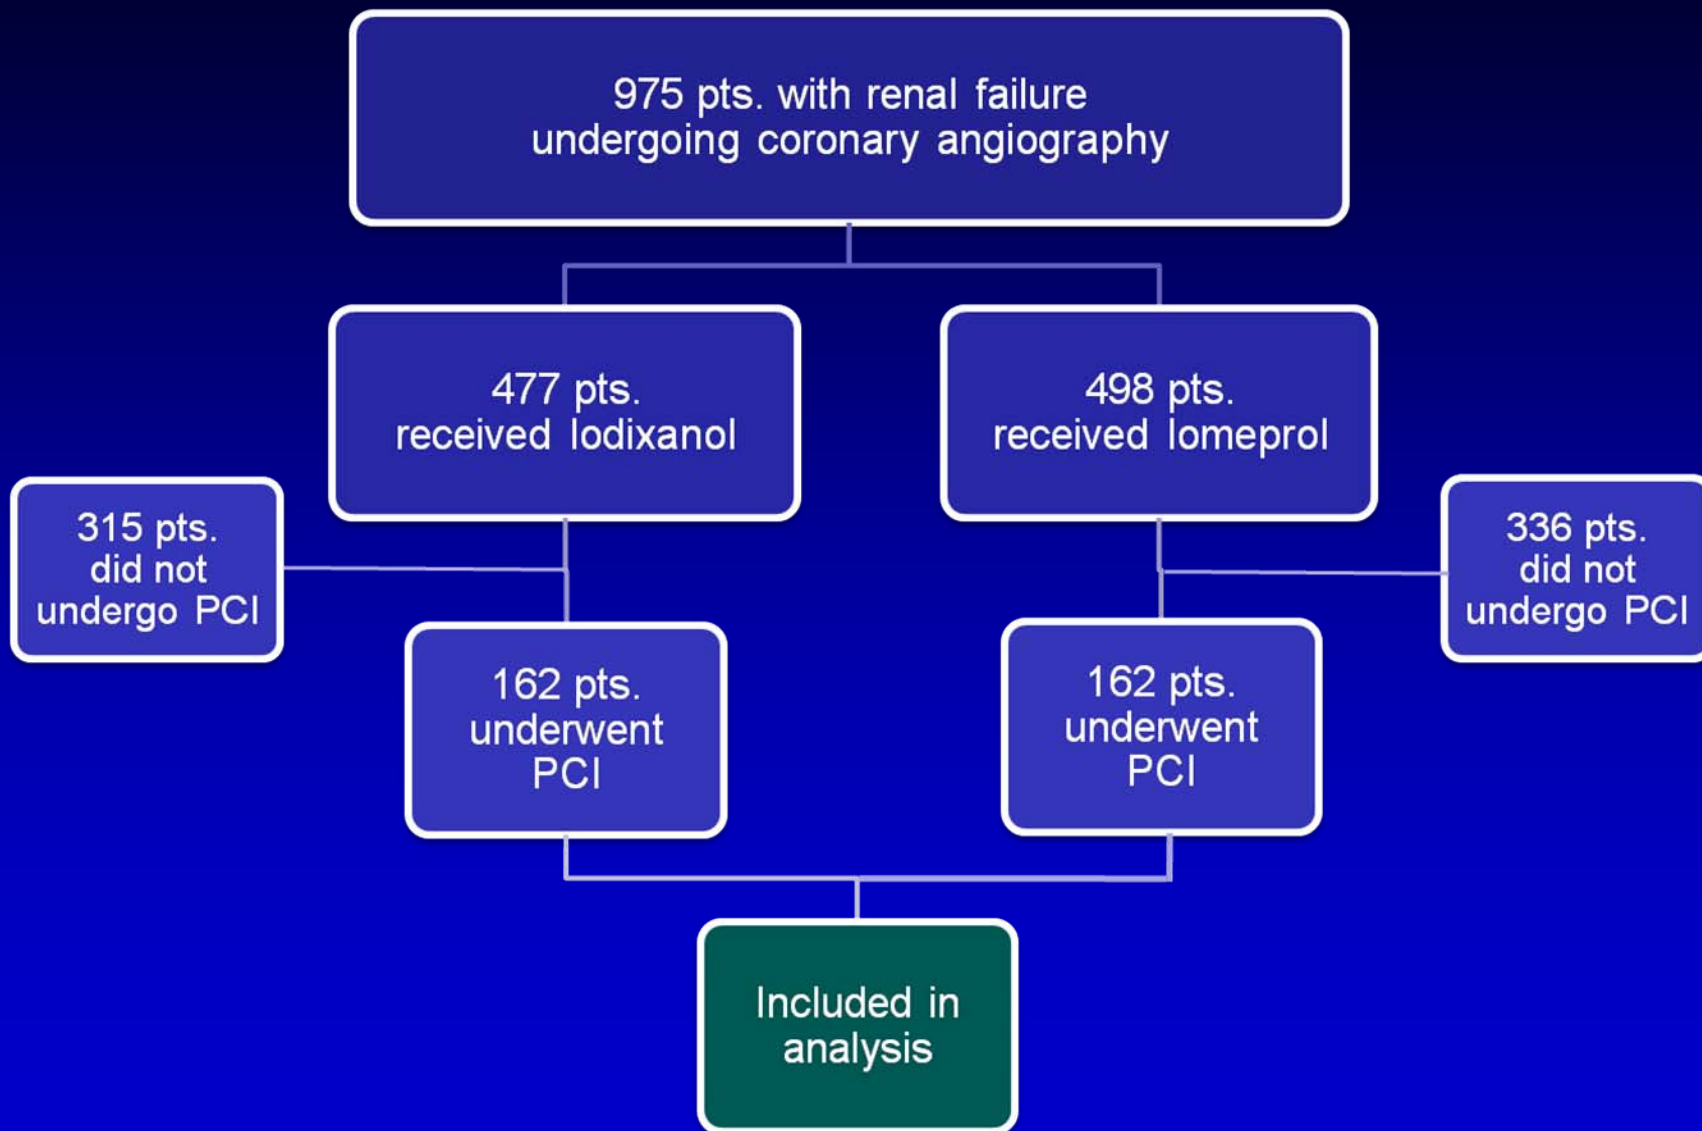 975 pts. with renal failure
undergoing coronary angiography
477 pts.
received Iodixanol
498 pts.
received Iomeprol
315 pts.
did not
undergo PCI
336 pts.
did not
undergo PCI
162 pts.
underwent
PCI
162 pts.
underwent
PCI
Included in
analysis